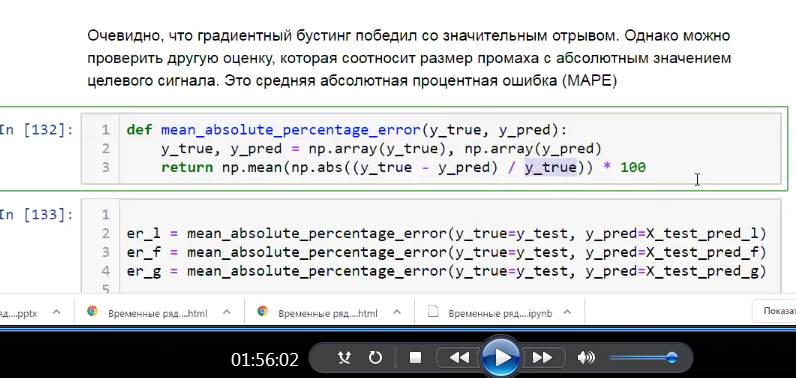 Очевидно, что градиентный бустинг победил со значительным отрывом. Однако можно
проверить другую оценку, которая соотносит размер промаха с абсолютным значением
целевого сигнала. Это средняя абсолютная процентная ошибка (MAPE)
In [132]:
1 def mean_absolute_percentage_error(y_true, y_pred):
2 y_true, y_pred = np.array(y_true), np.array(y_pred)
3 return np.mean(np.abs((y_true - y_pred) / y_true)) * 100
In [133]:
1
2 er_l = mean_absolute_percentage_error(y_true=y_test, y_pred=X_test_pred_l)
3 er_f = mean_absolute_percentage_error(y_true=y_test, y_pred=X_test_pred_f)
4 er_g = mean_absolute_percentage_error(y_true=y_test, y_pred=X_test_pred_g)
5
яд....pptx Временные ряд....html Временные ряд....html Временные ряд....ipynb Показат
01:56:02